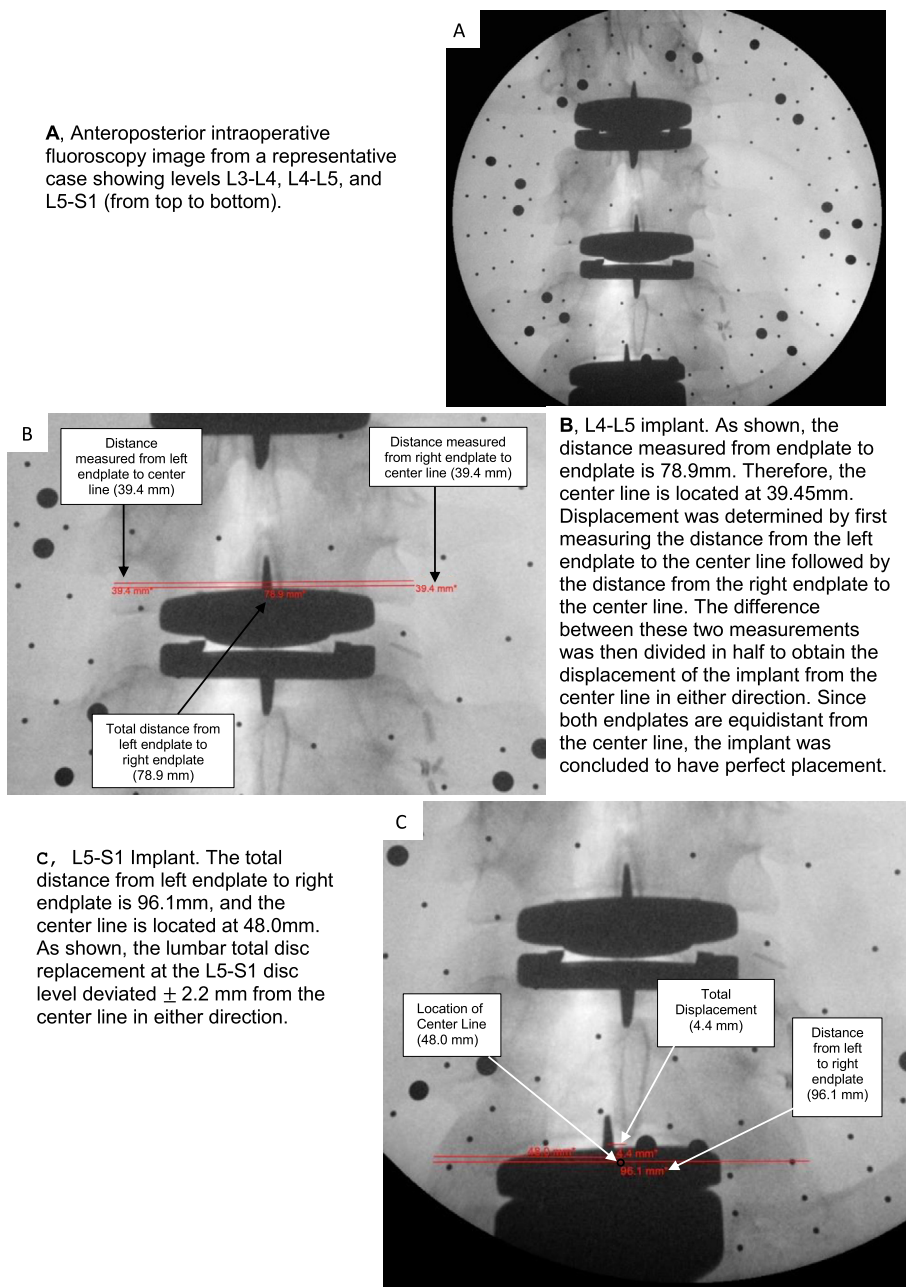 A
A, Anteroposterior intraoperative
fluoroscopy image from a representative
case showing levels L3-L4, L4-L5, and
L5-S1 (from top to bottom).
B
Distance
measured from left
endplate to center
line (39.4 mm)
Distance measured
from right endplate to
center line (39.4 mm)
39.4 mm*
78.9 mm*
39.4 mm*
Total distance from
left endplate to
right endplate
(78.9 mm)
B, L4-L5 implant. As shown, the
distance measured from endplate to
endplate is 78.9mm. Therefore, the
center line is located at 39.45mm.
Displacement was determined by first
measuring the distance from the left
endplate to the center line followed by
the distance from the right endplate to
the center line. The difference
between these two measurements
was then divided in half to obtain the
displacement of the implant from the
center line in either direction. Since
both endplates are equidistant from
the center line, the implant was
concluded to have perfect placement.
C
C, L5-S1 Implant. The total
distance from left endplate to right
endplate is 96.1mm, and the
center line is located at 48.0mm.
As shown, the lumbar total disc
replacement at the L5-S1 disc
level deviated ± 2.2 mm from the
center line in either direction.
Location of
Center Line
(48.0 mm)
Total
Displacement
(4.4 mm)
Distance
from left
to right
endplate
(96.1 mm)
48.0 mm*
4.4 mm*
96.1 mm*